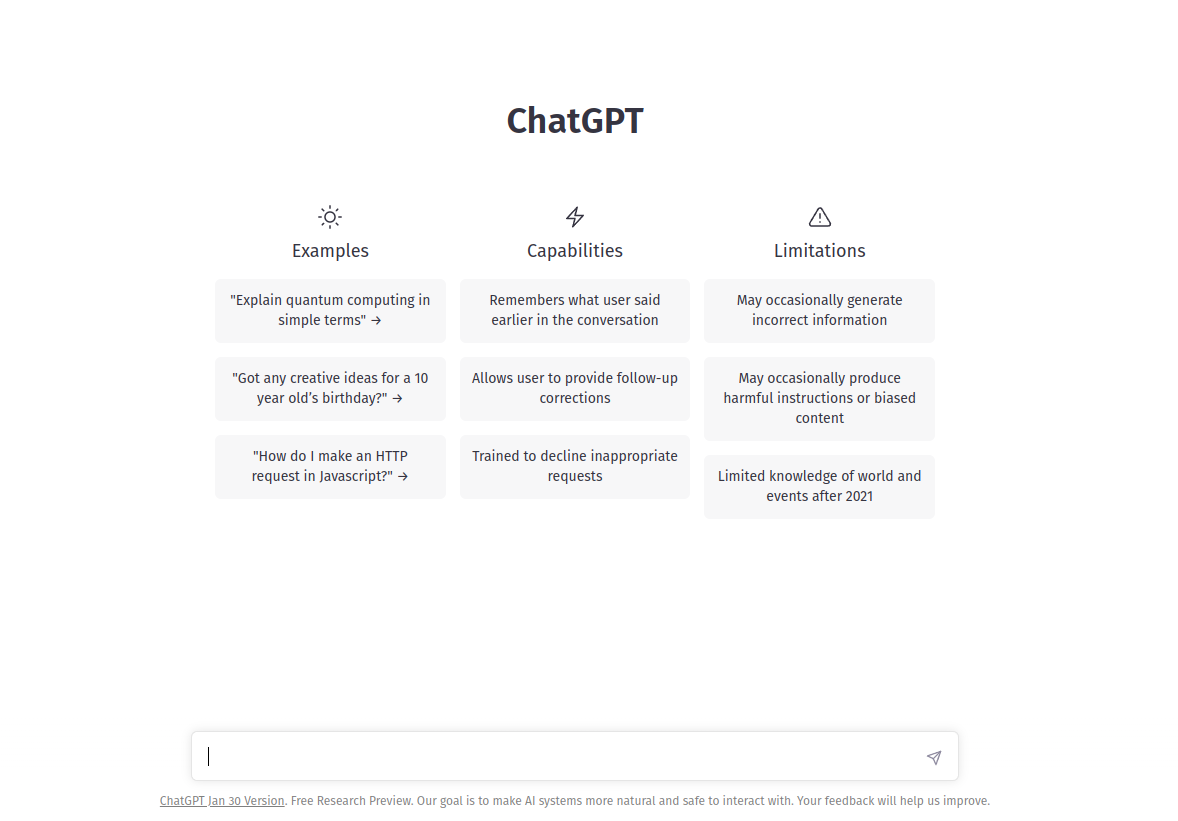 ChatGPT
Examples
"Explain quantum computing in
simple terms" →
"Got any creative ideas for a 10
year old’s birthday?" →
"How do I make an HTTP
request in Javascript?" →
Capabilities
Remembers what user said
earlier in the conversation
Allows user to provide follow-up
corrections
Trained to decline inappropriate
requests
Limitations
May occasionally generate
incorrect information
May occasionally produce
harmful instructions or biased
content
Limited knowledge of world and
events after 2021
ChatGPT Jan 30 Version. Free Research Preview. Our goal is to make AI systems more natural and safe to interact with. Your feedback will help us improve.